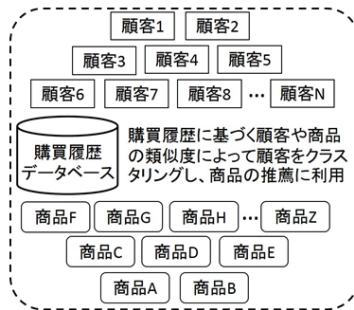 顧客1 顧客2
顧客3 顧客4 顧客5
顧客6 顧客7 顧客8 … 顧客N
購買履歴
データベース
購買履歴に基づく顧客や商品
の類似度によって顧客をクラス
タリングし、商品の推薦に利用
商品F 商品G 商品H … 商品Z
商品C 商品D 商品E
商品A 商品B